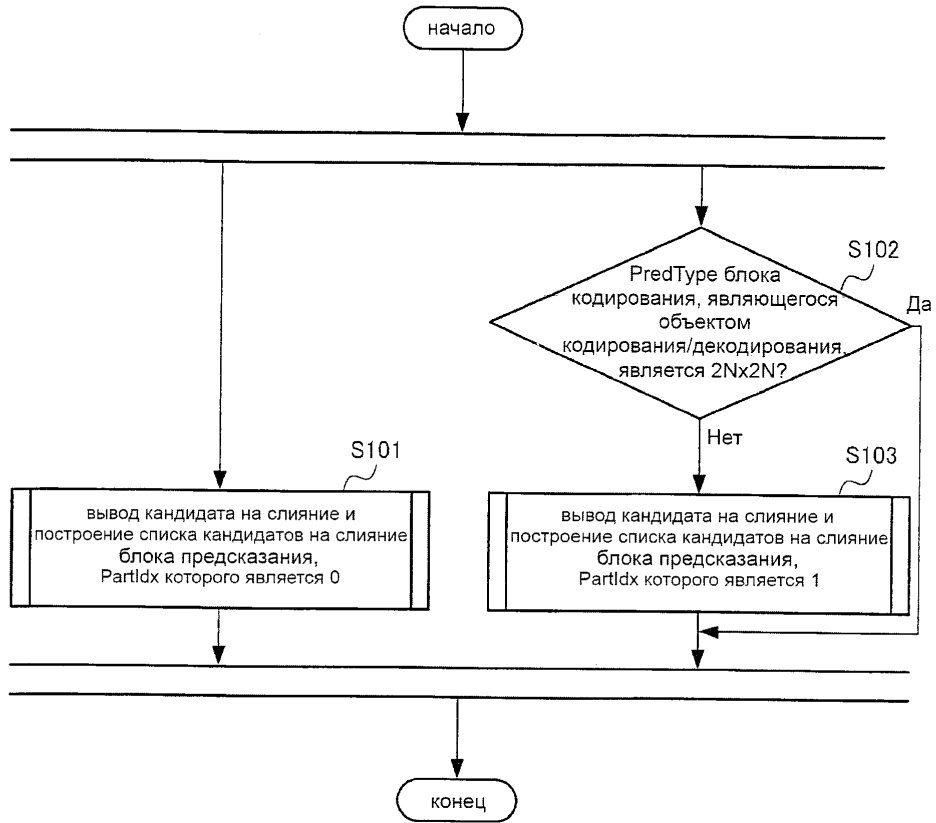 начало
S102
PredType блока
кодирования, являющегося
объектом
кодирования/декодирования,
является 2Nx2N?
Да
Нет
S101
вывод кандидата на слияние и
построение списка кандидатов на слияние
блока предсказания,
PartIdx которого является 0
S103
вывод кандидата на слияние и
построение списка кандидатов на слияние
блока предсказания,
PartIdx которого является 1
конец